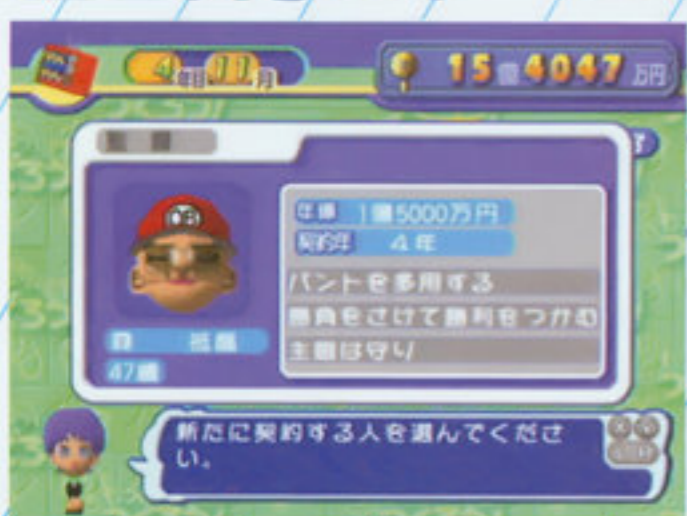 4年目11月
15億4047万円
監督
年俸 1億5000万円
契約年 4年
バントを多用する
勝負をさけて勝利をつかむ
主眼は守り
47歳
新たに契約する人を選んでくださ
い。